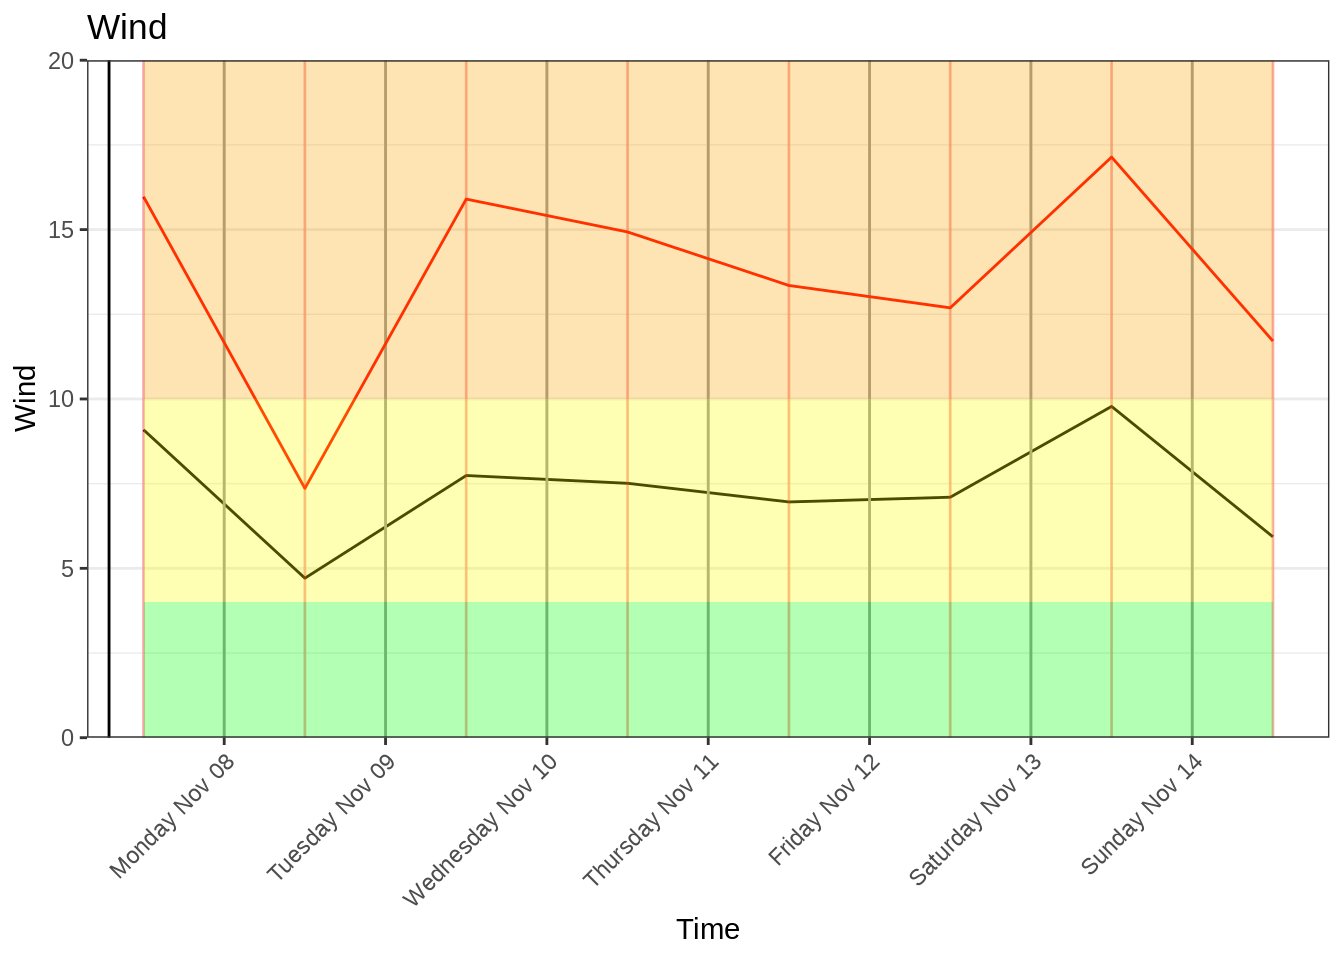 Wind
20
15
10
5
0
Wind
Monday Nov 08
Tuesday Nov 09
Wednesday Nov 10
Thursday Nov 11
Friday Nov 12
Saturday Nov 13
Sunday Nov 14
Time